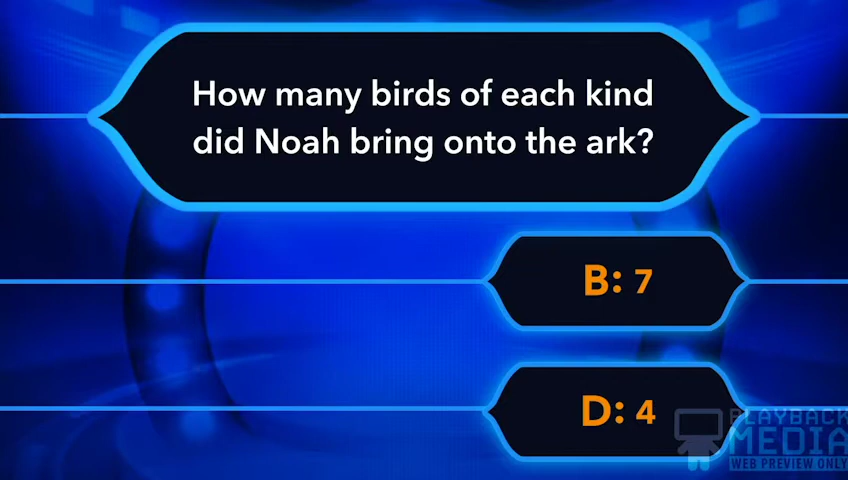 How many birds of each kind
did Noah bring onto the ark?
B: 7
D: 4
PLAYBACK
MEDIA
WEB PREVIEW ONLY